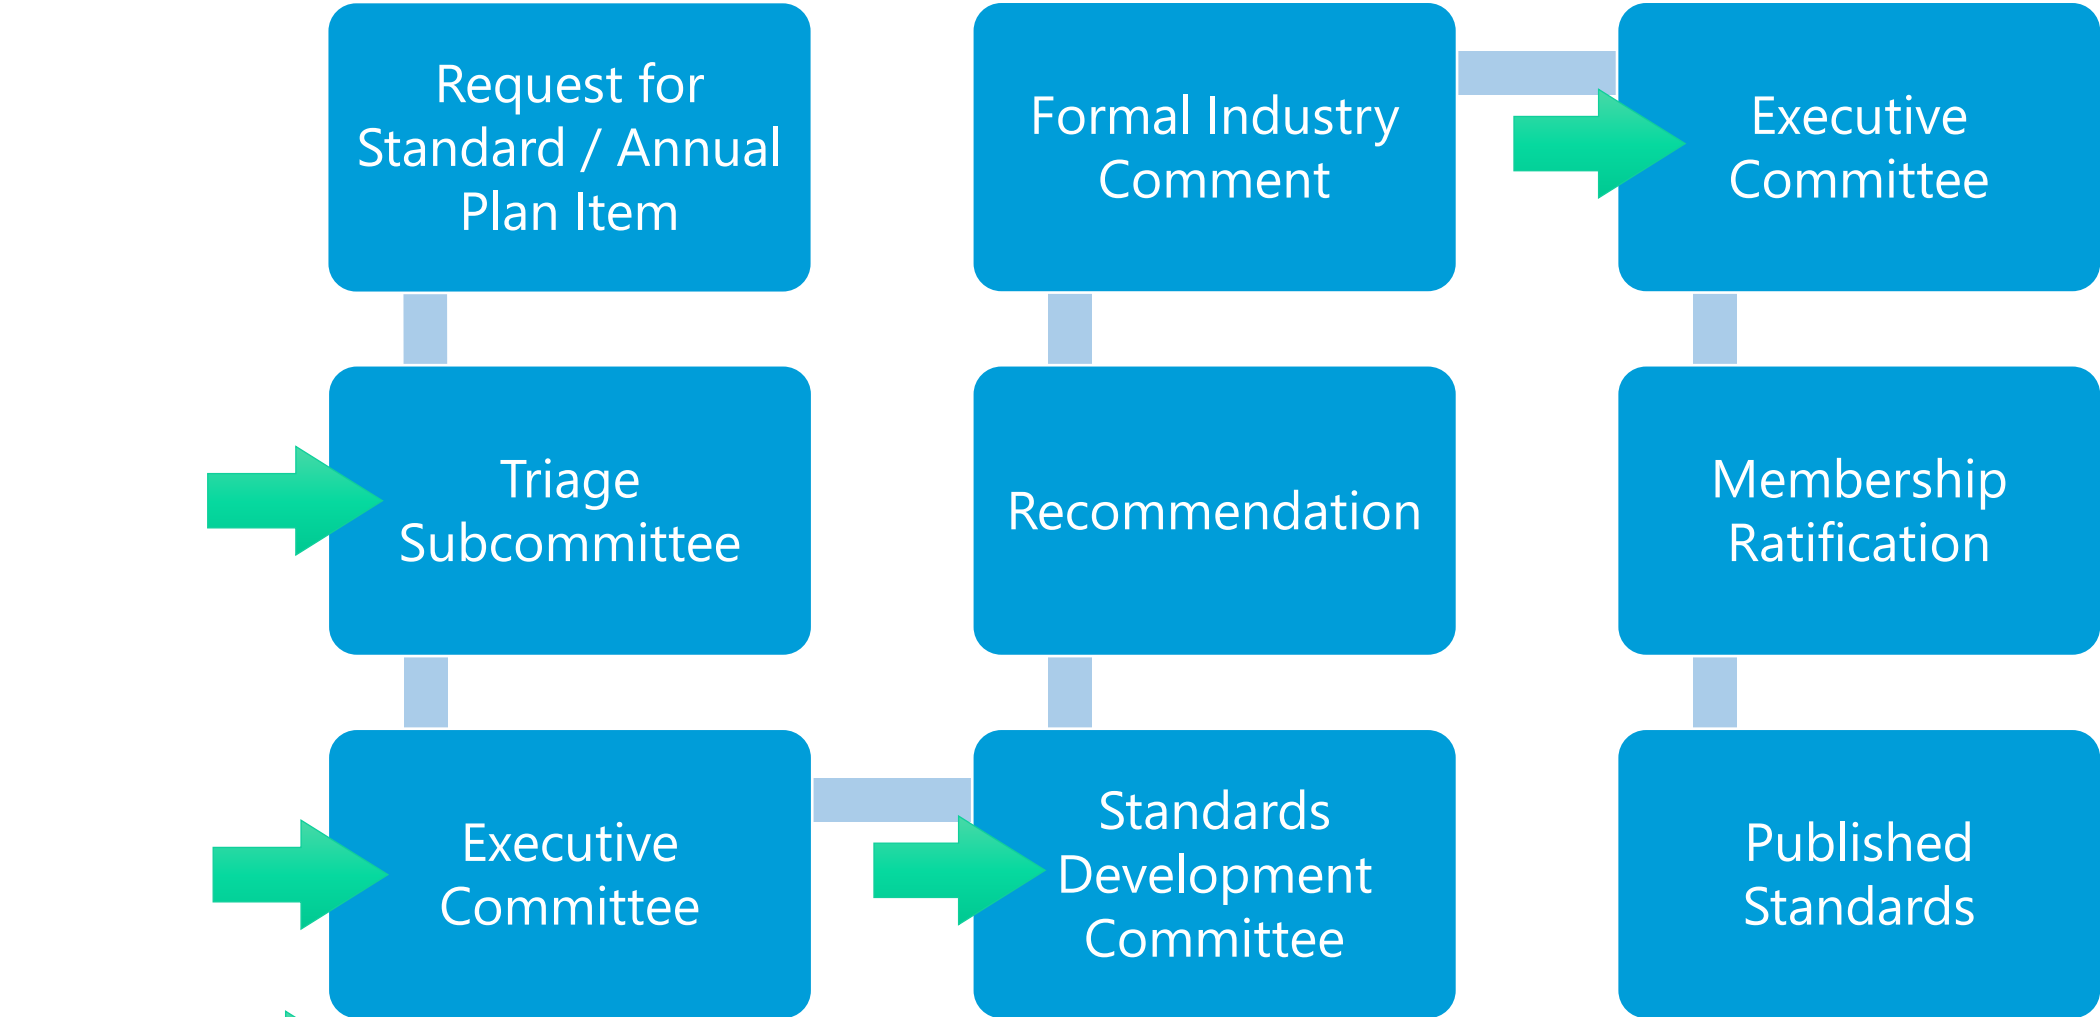 Request for
Standard / Annual
Plan Item
Triage
Subcommittee
Executive
Committee
Standards
Development
Committee
Recommendation
Formal Industry
Comment
Executive
Committee
Membership
Ratification
Published
Standards